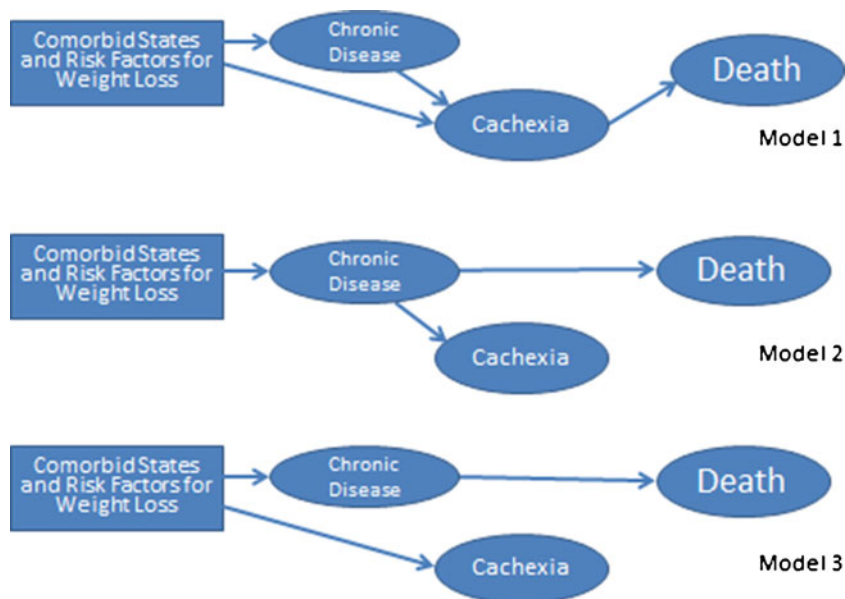 Comorbid States
and Risk Factors for
Weight Loss
Chronic
Disease
Cachexia
Death
Model 1
Comorbid States
and Risk Factors for
Weight Loss
Chronic
Disease
Death
Cachexia
Model 2
Comorbid States
and Risk Factors for
Weight Loss
Chronic
Disease
Death
Cachexia
Model 3